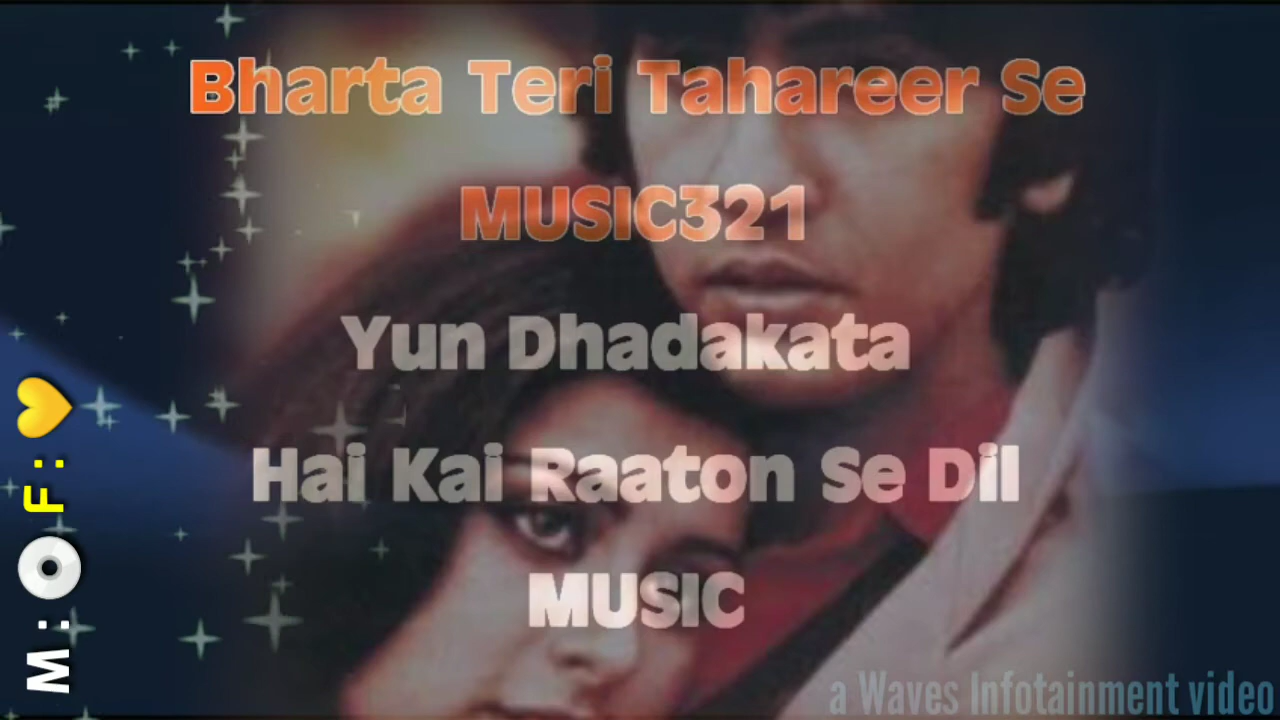 Bharta Teri Tahareer Se
MUSIC321
Yun Dhadakata
Hai Kai Raaton Se Dil
MUSIC
M: F:
a Waves Infotainment video